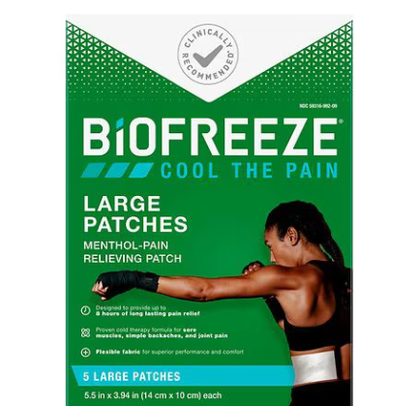 CLINICALLY RECOMMENDED
BiOFREEZE®
COOL THE PAIN
LARGE
PATCHES
MENTHOL-PAIN
RELIEVING PATCH
Designed to provide up to
8 hours of long lasting pain relief
Proven cold therapy formula for sore
muscles, simple backaches, and joint pain
Flexible fabric for superior performance and comfort
5 LARGE PATCHES
5.5 in x 3.94 in (14 cm x 10 cm) each